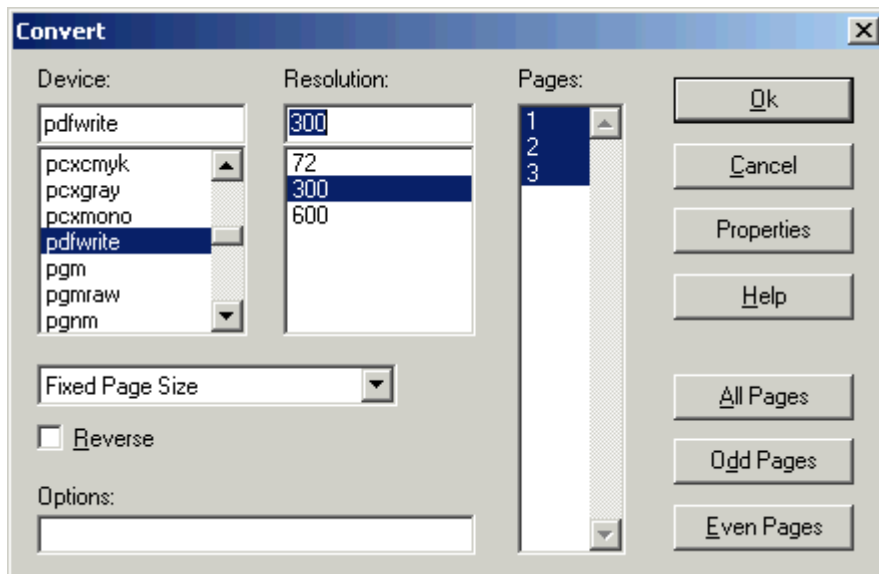 Convert
Device:
pdfwrite
pcxcmyk
pcxgray
pcxmono
pdfwrite
pgm
pgmraw
pgnm
Resolution:
300
72
300
600
Pages:
1
2
3
Ok
Cancel
Properties
Help
Fixed Page Size
Reverse
Options:
All Pages
Odd Pages
Even Pages